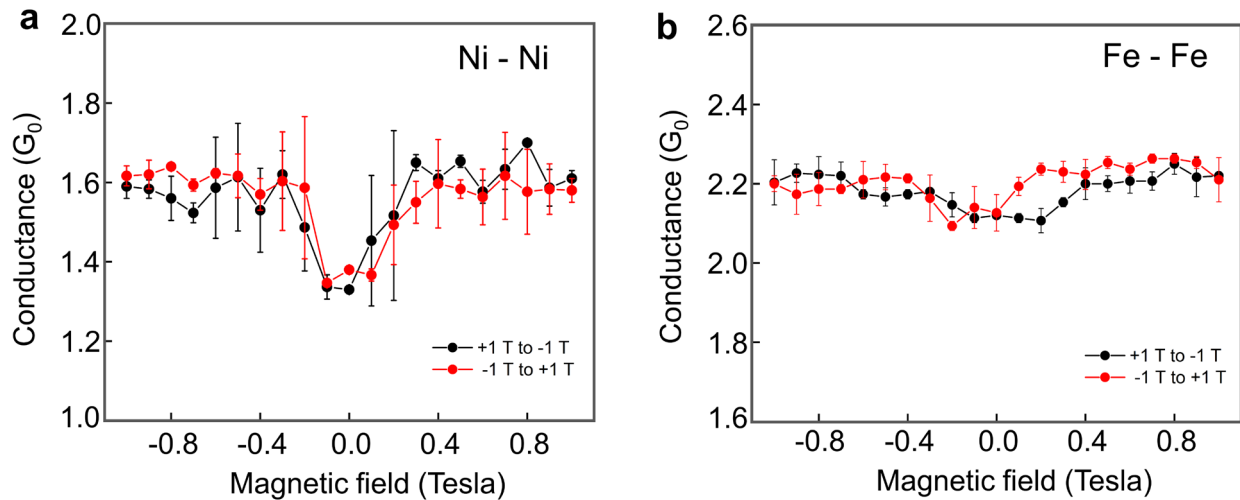 a
Ni - Ni
Conductance (G0)
2.0
1.8
1.6
1.4
1.2
1.0
+1 T to -1 T
-1 T to +1 T
-0.8
-0.4
0.0
0.4
0.8
Magnetic field (Tesla)
b
Fe - Fe
Conductance (G0)
2.6
2.4
2.2
2.0
1.8
1.6
+1 T to -1 T
-1 T to +1 T
-0.8
-0.4
0.0
0.4
0.8
Magnetic field (Tesla)